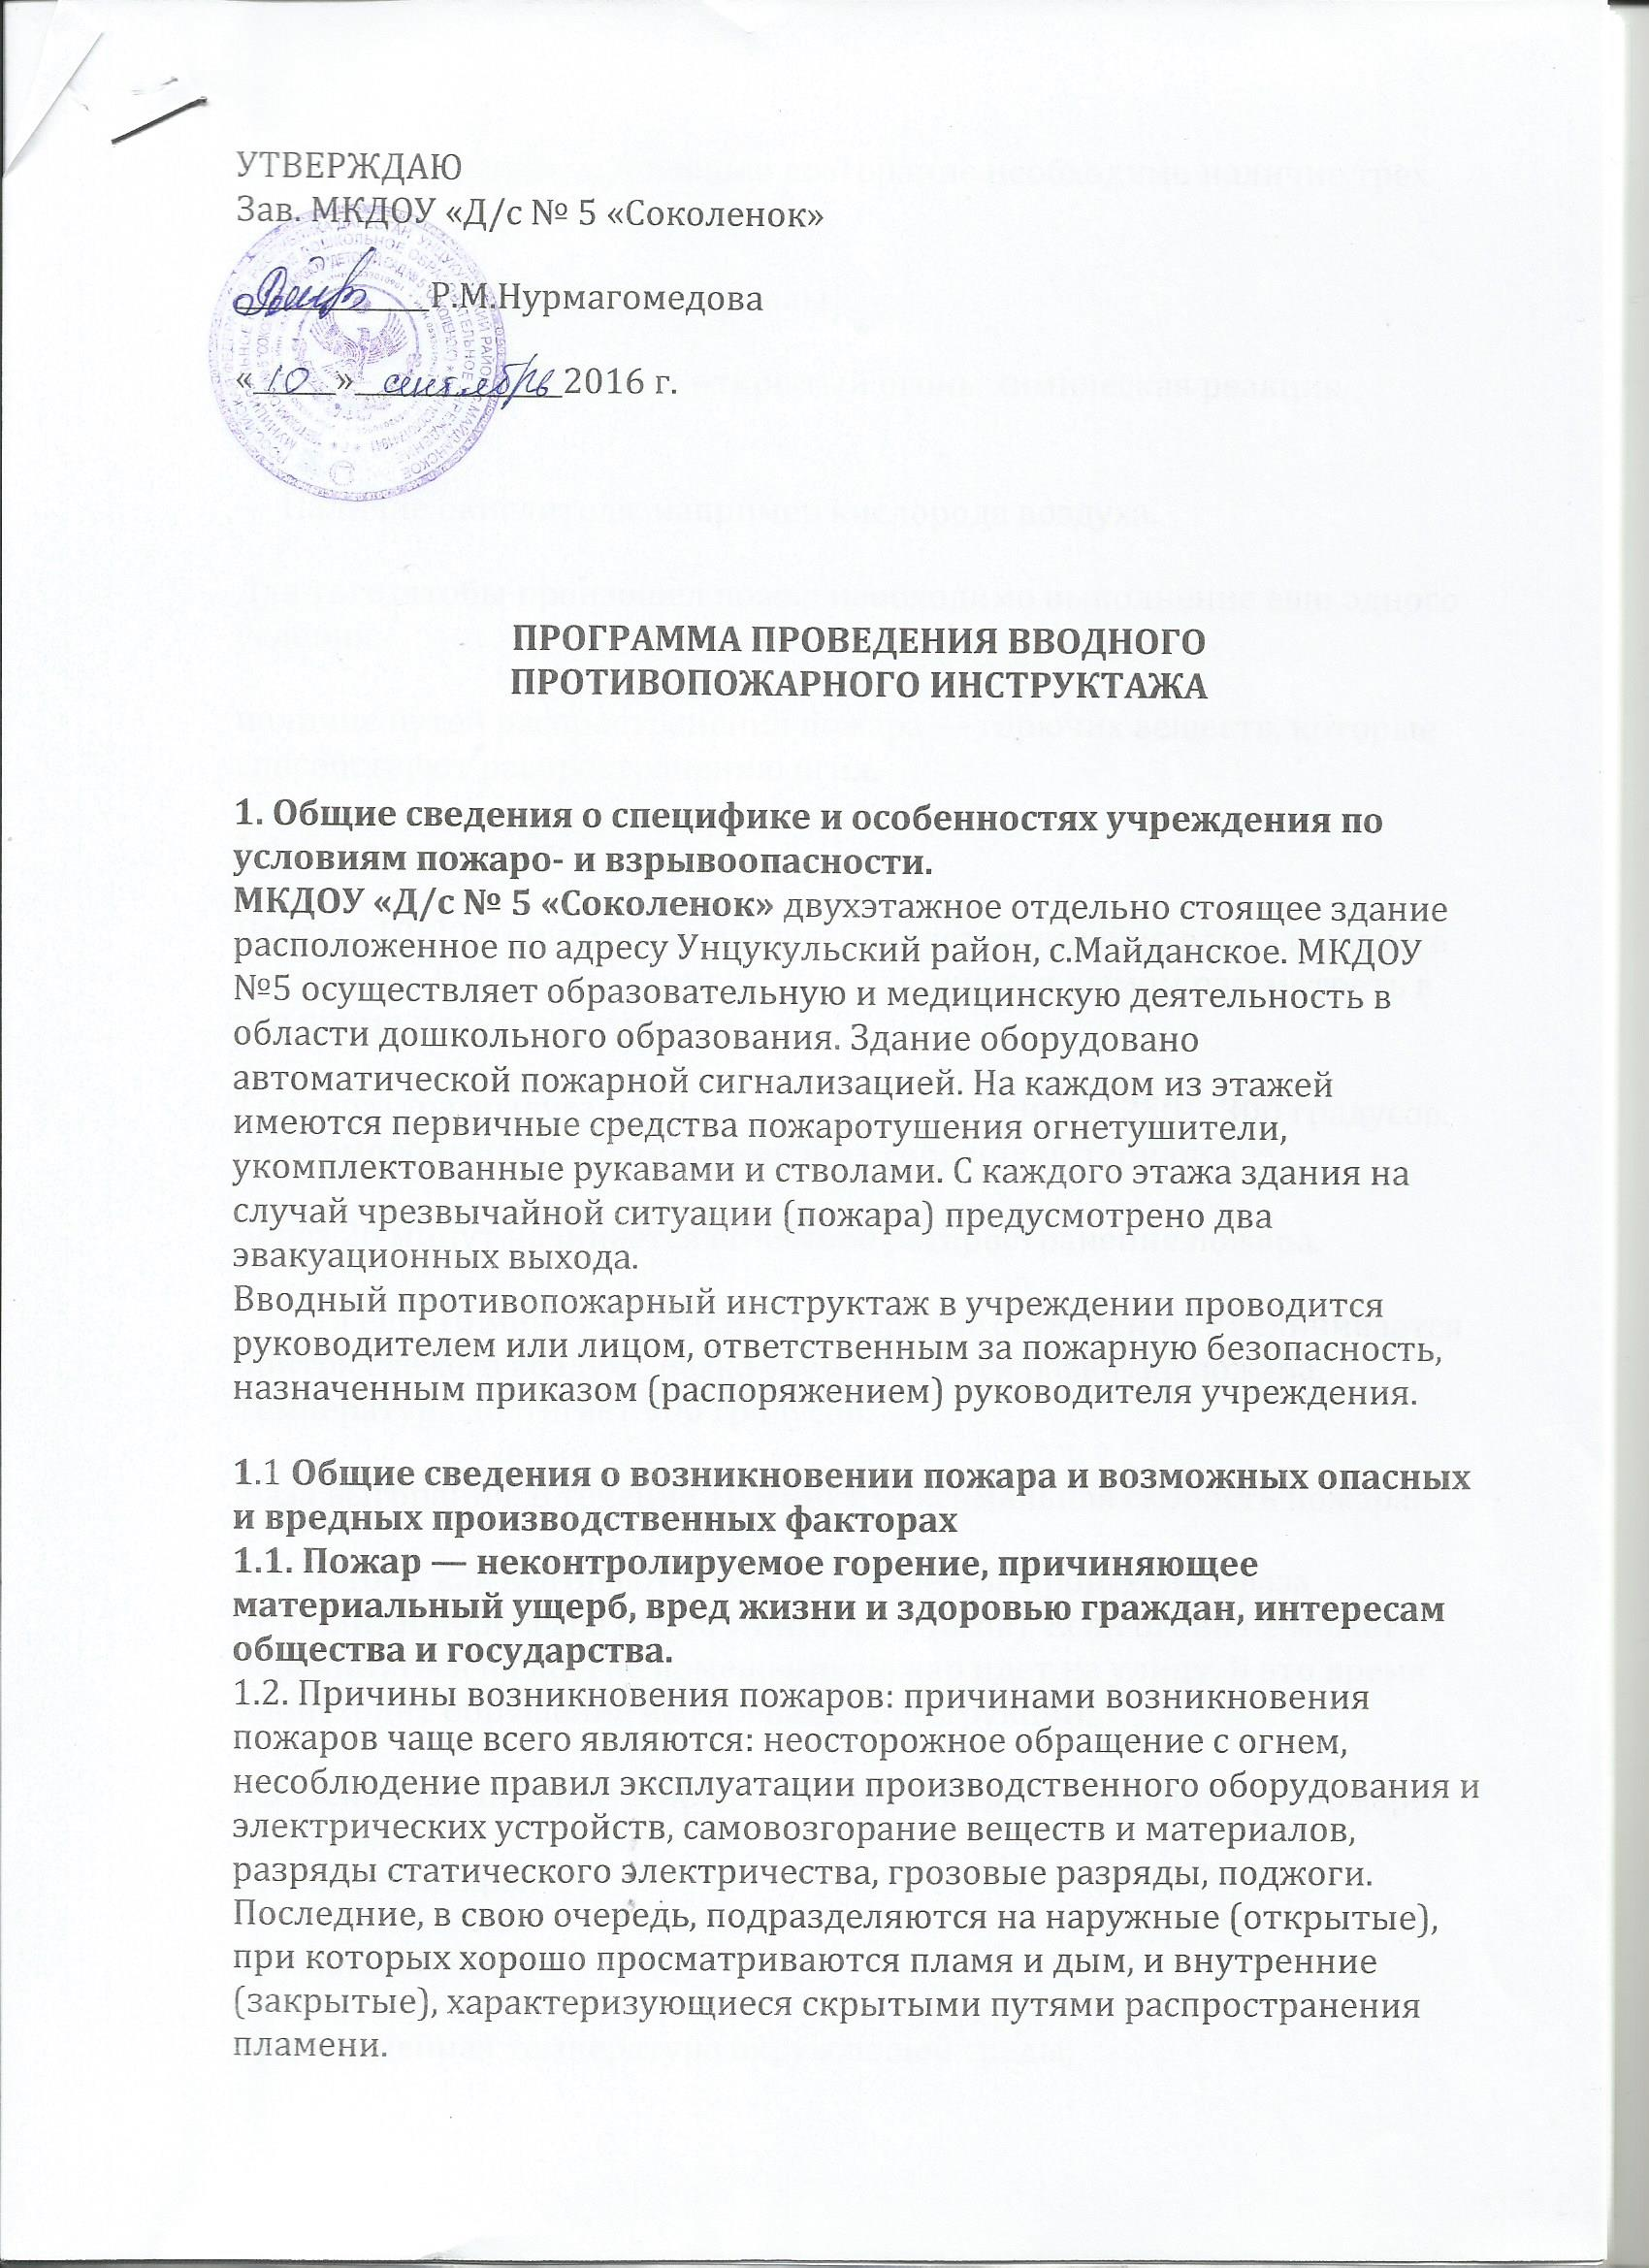 УТВЕРЖДАЮ
Зав. МКДОУ «Д/с № 5 «Соколенок»
Р.М.Нурмагомедова
« 10 » сентябрь 2016 г.
ПРОГРАММА ПРОВЕДЕНИЯ ВВОДНОГО
ПРОТИВОПОЖАРНОГО ИНСТРУКТАЖА
1. Общие сведения о специфике и особенностях учреждения по
условиям пожаро- и взрывоопасности.
МКДОУ «Д/с № 5 «Соколенок» двухэтажное отдельно стоящее здание
расположенное по адресу Унцукульский район, с.Майданское. МКДОУ
№5 осуществляет образовательную и медицинскую деятельность в
области дошкольного образования. Здание оборудовано
автоматической пожарной сигнализацией. На каждом из этажей
имеются первичные средства пожаротушения огнетушители,
укомплектованные рукавами и стволами. С каждого этажа здания на
случай чрезвычайной ситуации (пожара) предусмотрено два
эвакуационных выхода.
Вводный противопожарный инструктаж в учреждении проводится
руководителем или лицом, ответственным за пожарную безопасность,
назначенным приказом (распоряжением) руководителя учреждения.
1.1 Общие сведения о возникновении пожара и возможных опасных
и вредных производственных факторах
1.1. Пожар — неконтролируемое горение, причиняющее
материальный ущерб, вред жизни и здоровью граждан, интересам
общества и государства.
1.2. Причины возникновения пожаров: причинами возникновения
пожаров чаще всего являются: неосторожное обращение с огнем,
несоблюдение правил эксплуатации производственного оборудования и
электрических устройств, самовозгорание веществ и материалов,
разряды статического электричества, грозовые разряды, поджоги.
Последние, в свою очередь, подразделяются на наружные (открытые),
при которых хорошо просматриваются пламя и дым, и внутренние
(закрытые), характеризующиеся скрытыми путями распространения
пламени.